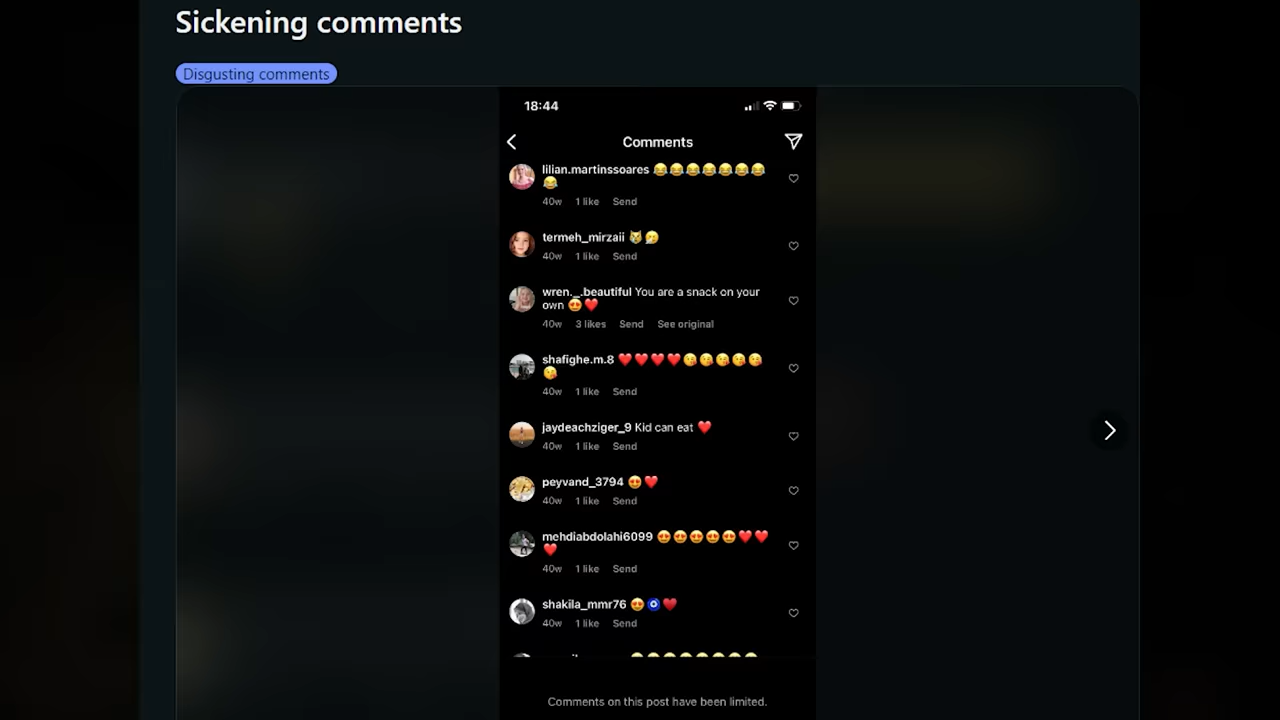 Sickening comments
Disgusting comments
18:44
Comments
lilian.martinssoares 😂😂😂😂😂😂😂
😂
40w 1 like Send
termeh_mirzaii 😼🤧
40w 1 like Send
wren._.beautiful You are a snack on your
own 😍❤️
40w 3 likes Send See original
shafighe.m.8 ❤️❤️❤️❤️😘😘😘😘😘
😘
40w 1 like Send
jaydeachziger_9 Kid can eat ❤️
40w 1 like Send
peyvand_3794 😍❤️
40w 1 like Send
mehdiabdolahi6099 😍😍😍😍😍❤️❤️
❤️
40w 1 like Send
shakila_mmr76 😍🧿❤️
40w 1 like Send
Comments on this post have been limited.